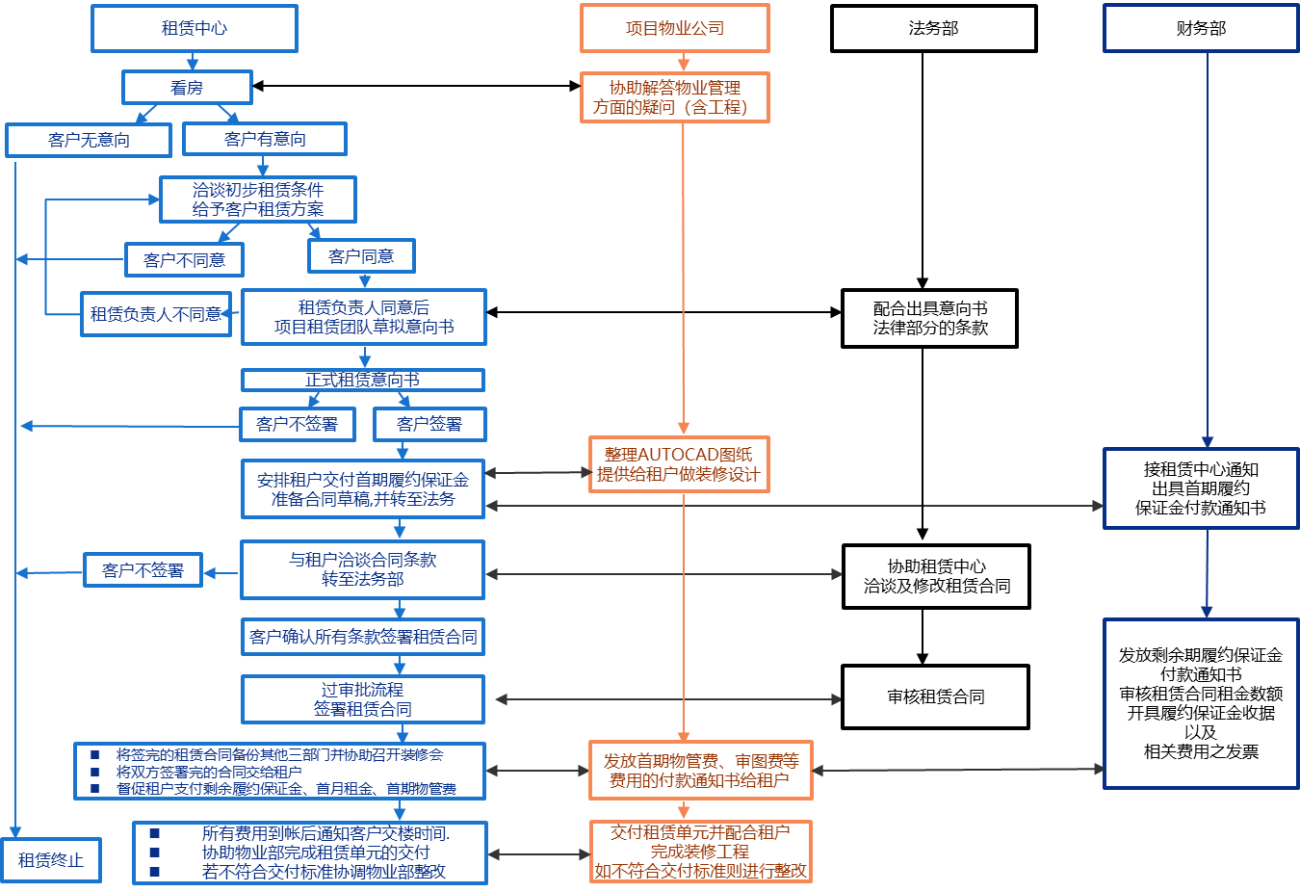 租赁中心
项目物业公司
法务部
财务部
看房
协助解答物业管理
方面的疑问（含工程）
客户无意向
客户有意向
洽谈初步租赁条件
给予客户租赁方案
客户不同意
客户同意
租赁负责人不同意
租赁负责人同意后
项目租赁团队草拟意向书
配合出具意向书
法律部分的条款
正式租赁意向书
客户不签署
客户签署
安排租户交付首期履约保证金
准备合同草稿,并转至法务
整理AUTOCAD图纸
提供给租户做装修设计
接租赁中心通知
出具首期履约
保证金付款通知书
客户不签署
与租户洽谈合同条款
转至法务部
协助租赁中心
洽谈及修改租赁合同
客户确认所有条款签署租赁合同
过审批流程
签署租赁合同
审核租赁合同
发放剩余期履约保证金
付款通知书
审核租赁合同租金数额
开具履约保证金收据
以及
相关费用之发票
将签完的租赁合同备份其他三部门并协助召开装修会
将双方签署完的合同交给租户
督促租户支付剩余履约保证金、首月租金、首期物管费
发放首期物管费、审图费等
费用的付款通知书给租户
租赁终止
所有费用到帐后通知客户交楼时间.
协助物业部完成租赁单元的交付
若不符合交付标准协调物业部整改
交付租赁单元并配合租户
完成装修工程
如不符合交付标准则进行整改